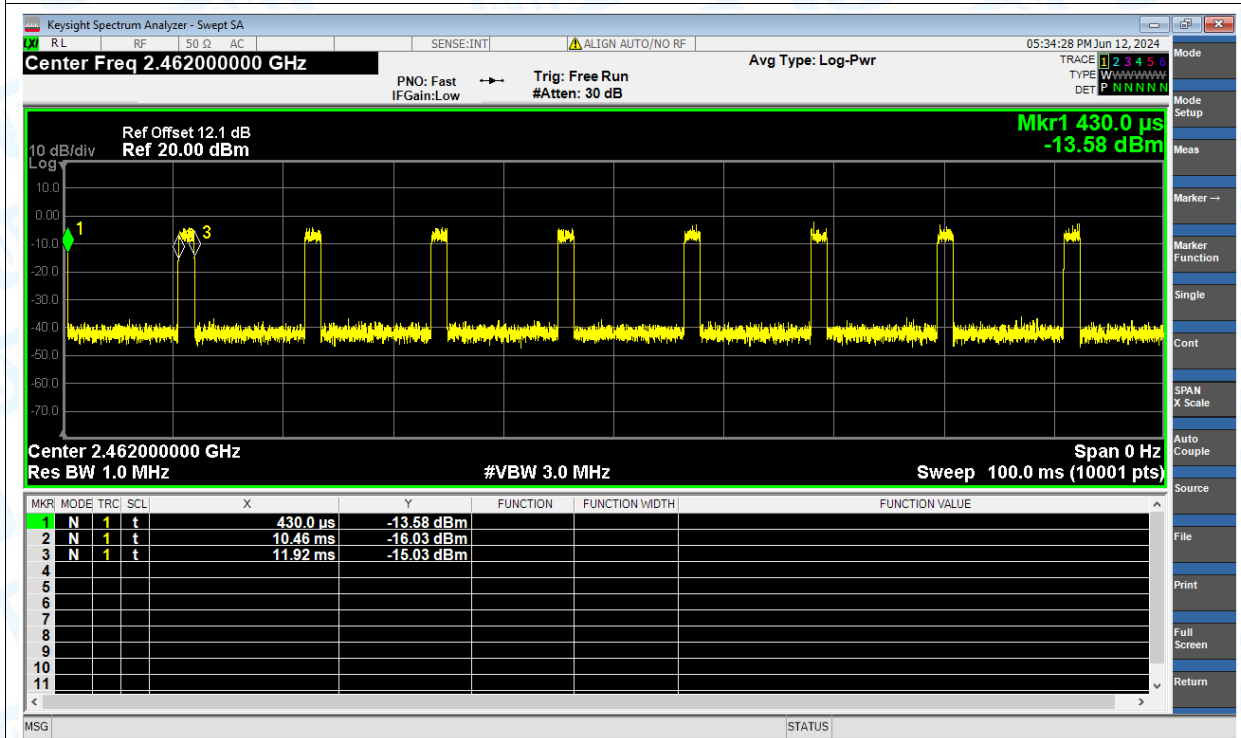 Keysight Spectrum Analyzer - Swept SA
LXI RL RF 50 Ω AC SENSE:INT ALIGN AUTO/NO RF 05:34:28 PM Jun 12, 2024
Center Freq 2.462000000 GHz
PNO: Fast
IFGain:Low
Trig: Free Run
#Atten: 30 dB
Avg Type: Log-Pwr
TRACE 1 2 3 4 5 6
TYPE WWWWWW
DET P N N N N N
Ref Offset 12.1 dB
10 dB/div Ref 20.00 dBm
Log
Mkr1 430.0 µs
-13.58 dBm
10.0
0.00
-10.0
-20.0
-30.0
-40.0
-50.0
-60.0
-70.0
1
3
Center 2.462000000 GHz Span 0 Hz
Res BW 1.0 MHz #VBW 3.0 MHz Sweep 100.0 ms (10001 pts)
MKR MODE TRC SCL X Y FUNCTION FUNCTION WIDTH FUNCTION VALUE
1 N 1 t 430.0 µs -13.58 dBm
2 N 1 t 10.46 ms -16.03 dBm
3 N 1 t 11.92 ms -15.03 dBm
4
5
6
7
8
9
10
11
MSG STATUS
Mode
Mode
Setup
Meas
Marker →
Marker
Function
Single
Cont
SPAN
X Scale
Auto
Couple
Source
File
Print
Full
Screen
Return